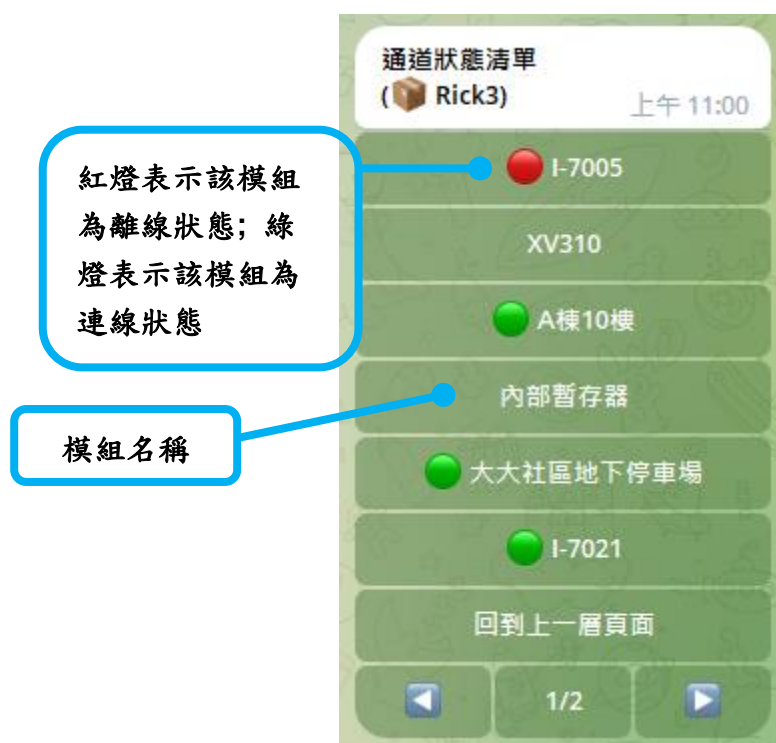 通道狀態清單
(📦 Rick3)
上午 11:00
紅燈表示該模組
為離線狀態；綠
燈表示該模組為
連線狀態
🔴 I-7005
XV310
🟢 A棟10樓
模組名稱
內部暫存器
🟢 大大社區地下停車場
🟢 I-7021
回到上一層頁面
◀️ 1/2 ▶️